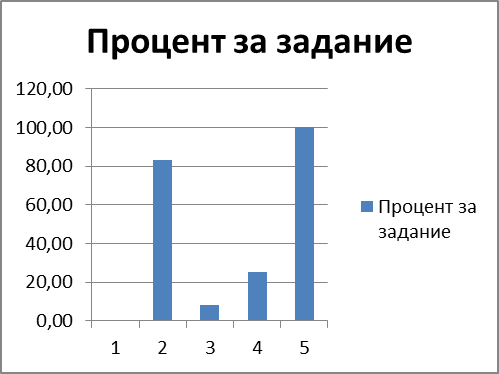 Процент за задание
120,00
100,00
80,00
60,00
40,00
20,00
0,00
1 2 3 4 5
Процент за
задание